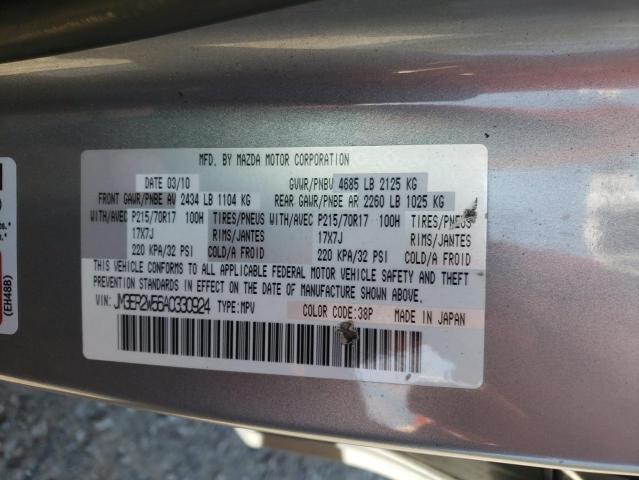 MFD. BY MAZDA MOTOR CORPORATION
DATE 03/10 GVWR/PNBV 4685 LB 2125 KG
FRONT GAWR/PNBE AV 2434 LB 1104 KG REAR GAWR/PNBE AR 2260 LB 1025 KG
WITH/AVEC P215/70R17 100H TIRES/PNEUS WITH/AVEC P215/70R17 100H TIRES/PNEUS
17X7J RIMS/JANTES 17X7J RIMS/JANTES
220 KPA/32 PSI COLD/A FROID 220 KPA/32 PSI COLD/A FROID
THIS VEHICLE CONFORMS TO ALL APPLICABLE FEDERAL MOTOR VEHICLE SAFETY AND THEFT
PREVENTION STANDARDS IN EFFECT ON THE DATE OF MANUFACTURE SHOWN ABOVE.
VIN: JM3ER2W56A0330924 TYPE:MPV COLOR CODE:38P MADE IN JAPAN
(EH48B)